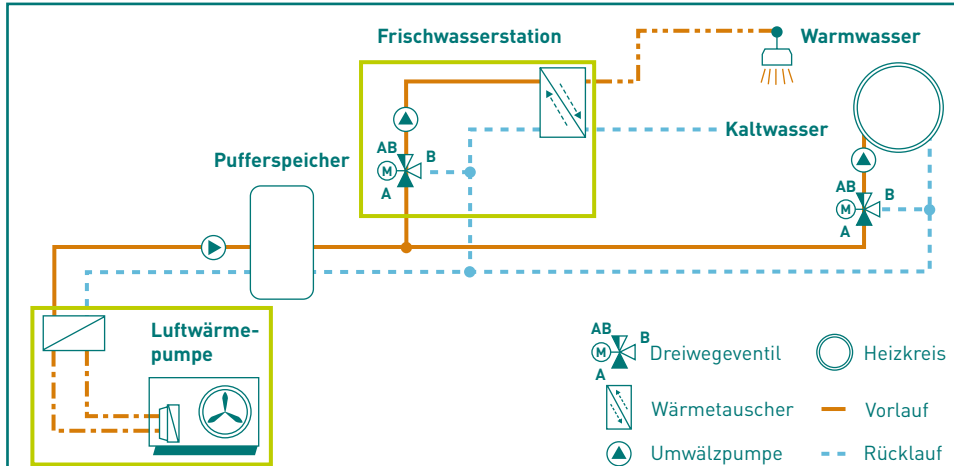 Frischwasserstation
Warmwasser
AB
B
M
A
Kaltwasser
Pufferspeicher
AB
B
M
A
Luftwärme-
pumpe
AB
B
M
A
Dreiwegeventil
Heizkreis
Wärmetauscher
Vorlauf
Umwälzpumpe
Rücklauf